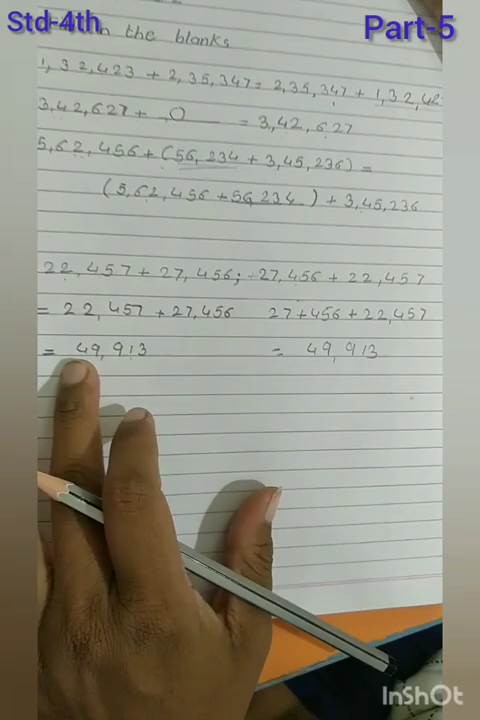 Std-4th
Part-5
in the blanks
1,32,423 + 2,35,347 = 2,35,347 + 1,32,42
3,42,627 + 0 = 3,42,627
5,62,456 + (56,234 + 3,45,236) =
(5,62,456 + 56,234) + 3,45,236
22,457 + 27,456; 27,456 + 22,457
= 22,457 + 27,456 27+456 + 22,457
= 49,913 = 49,913
InShOt